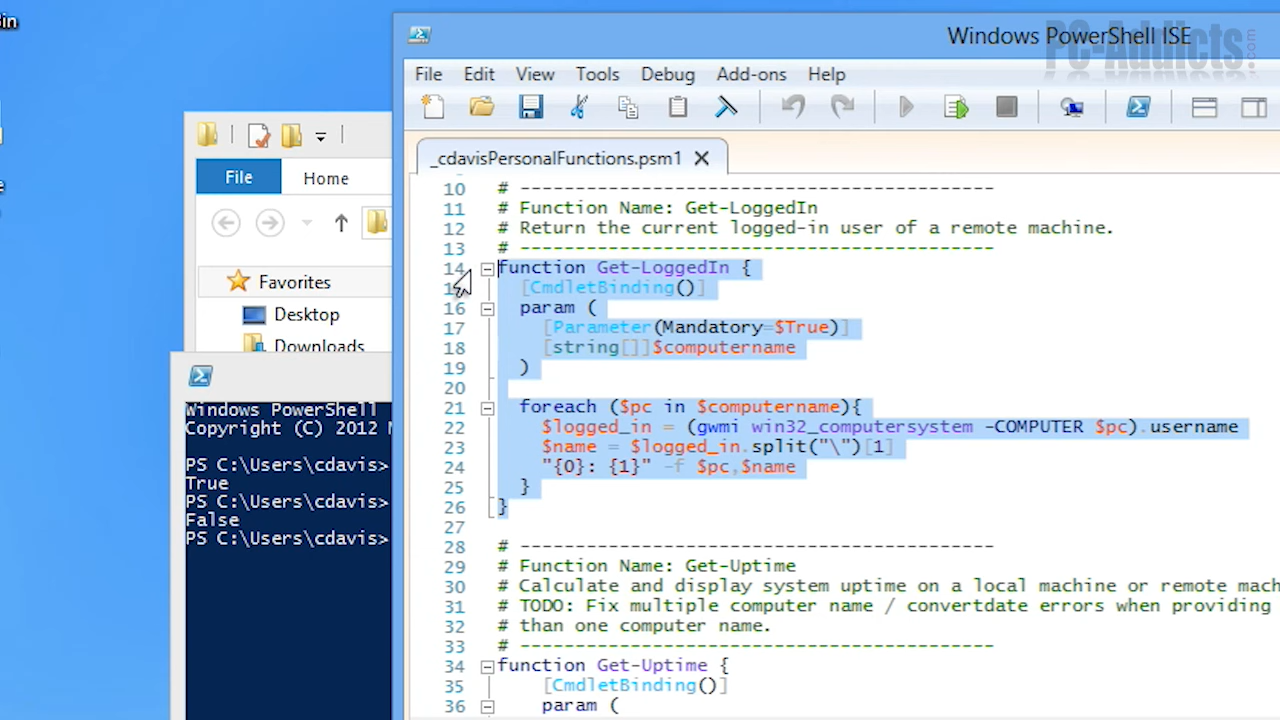 in
Windows PowerShell ISE
PC-Addicts.com
File Edit View Tools Debug Add-ons Help
_cdavisPersonalFunctions.psm1
File Home
Favorites
Desktop
Downloads
Windows PowerShell
Copyright (C) 2012
PS C:\Users\cdavis>
True
PS C:\Users\cdavis>
False
PS C:\Users\cdavis>
10 # -------------------------------------------
11 # Function Name: Get-LoggedIn
12 # Return the current logged-in user of a remote machine.
13 # -------------------------------------------
14 function Get-LoggedIn {
15 [CmdletBinding()]
16 param (
17 [Parameter(Mandatory=$True)]
18 [string[]]$computername
19 )
20
21 foreach ($pc in $computername){
22 $logged_in = (gwmi win32_computersystem -COMPUTER $pc).username
23 $name = $logged_in.split("\")[1]
24 "{0}: {1}" -f $pc,$name
25 }
26 }
27
28 # -------------------------------------------
29 # Function Name: Get-Uptime
30 # Calculate and display system uptime on a local machine or remote mach
31 # TODO: Fix multiple computer name / convertdate errors when providing
32 # than one computer name.
33 # -------------------------------------------
34 function Get-Uptime {
35 [CmdletBinding()]
36 param (